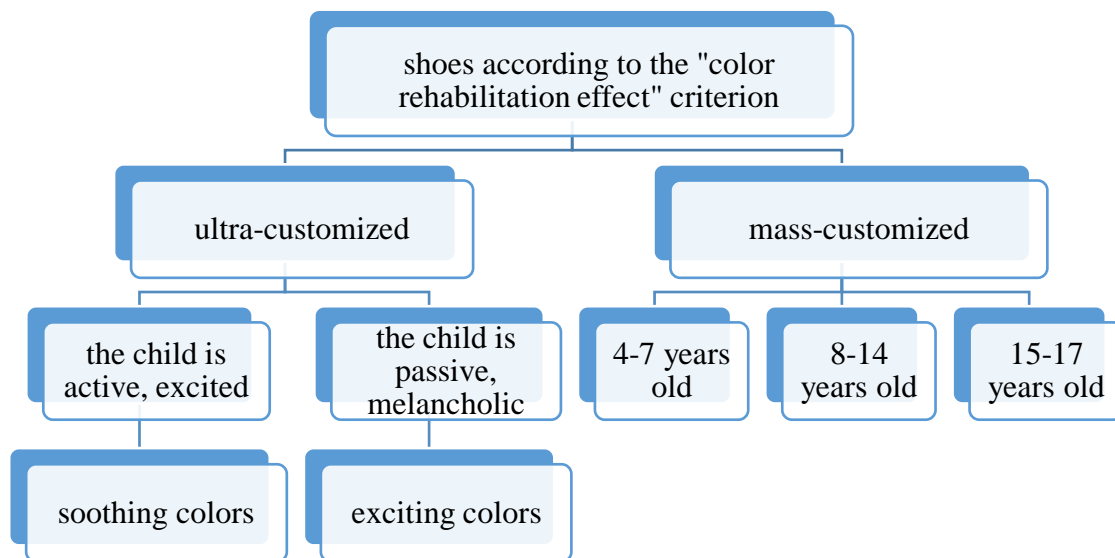 shoes according to the "color
rehabilitation effect" criterion
ultra-customized
mass-customized
the child is
active, excited
the child is
passive,
melancholic
4-7 years
old
8-14
years old
15-17
years old
soothing colors
exciting colors